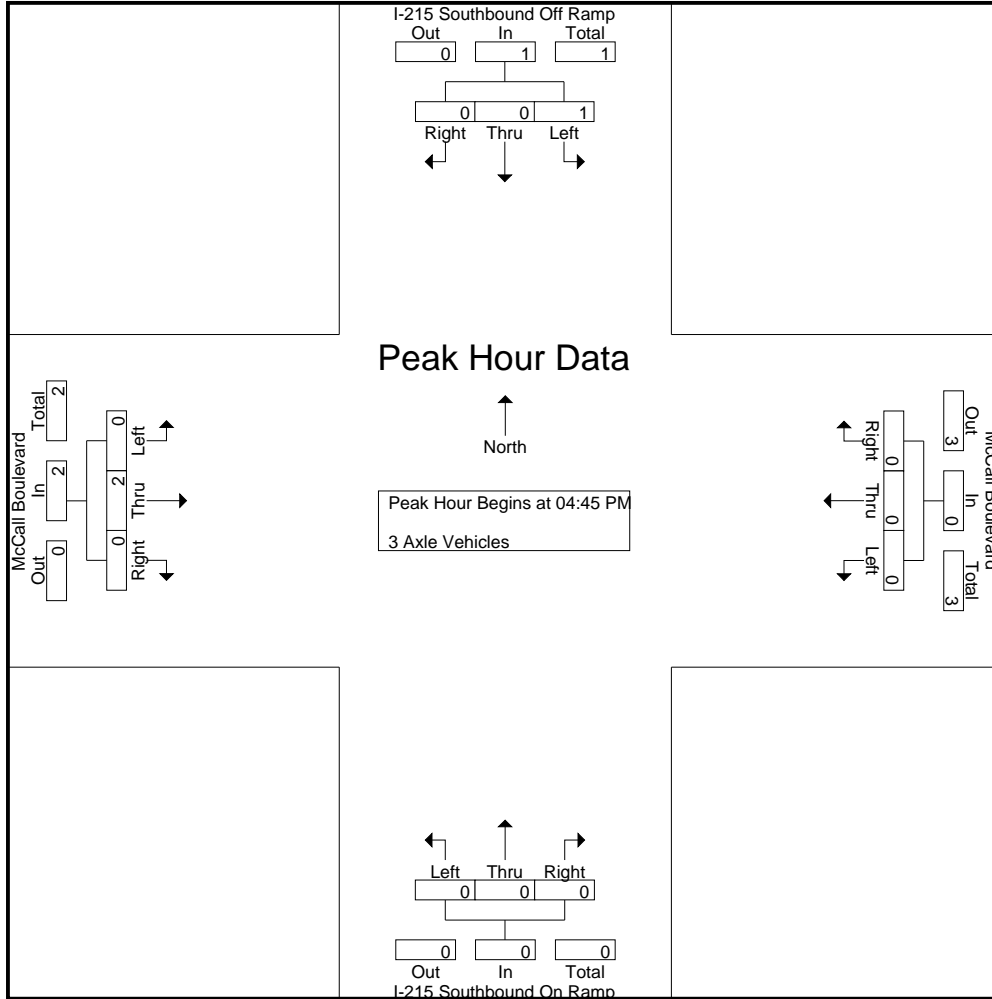 I-215 Southbound Off Ramp
Out In Total
0 1 1
0 0 1
Right Thru Left
Peak Hour Data
North
Peak Hour Begins at 04:45 PM
3 Axle Vehicles
McCall Boulevard
Out In Total
0 2 2
Right Thru Left
0 2 0
McCall Boulevard
Out In Total
3 0 3
Right Thru Left
0 0 0
Left Thru Right
0 0 0
0 0 0
Out In Total
I-215 Southbound On Ramp